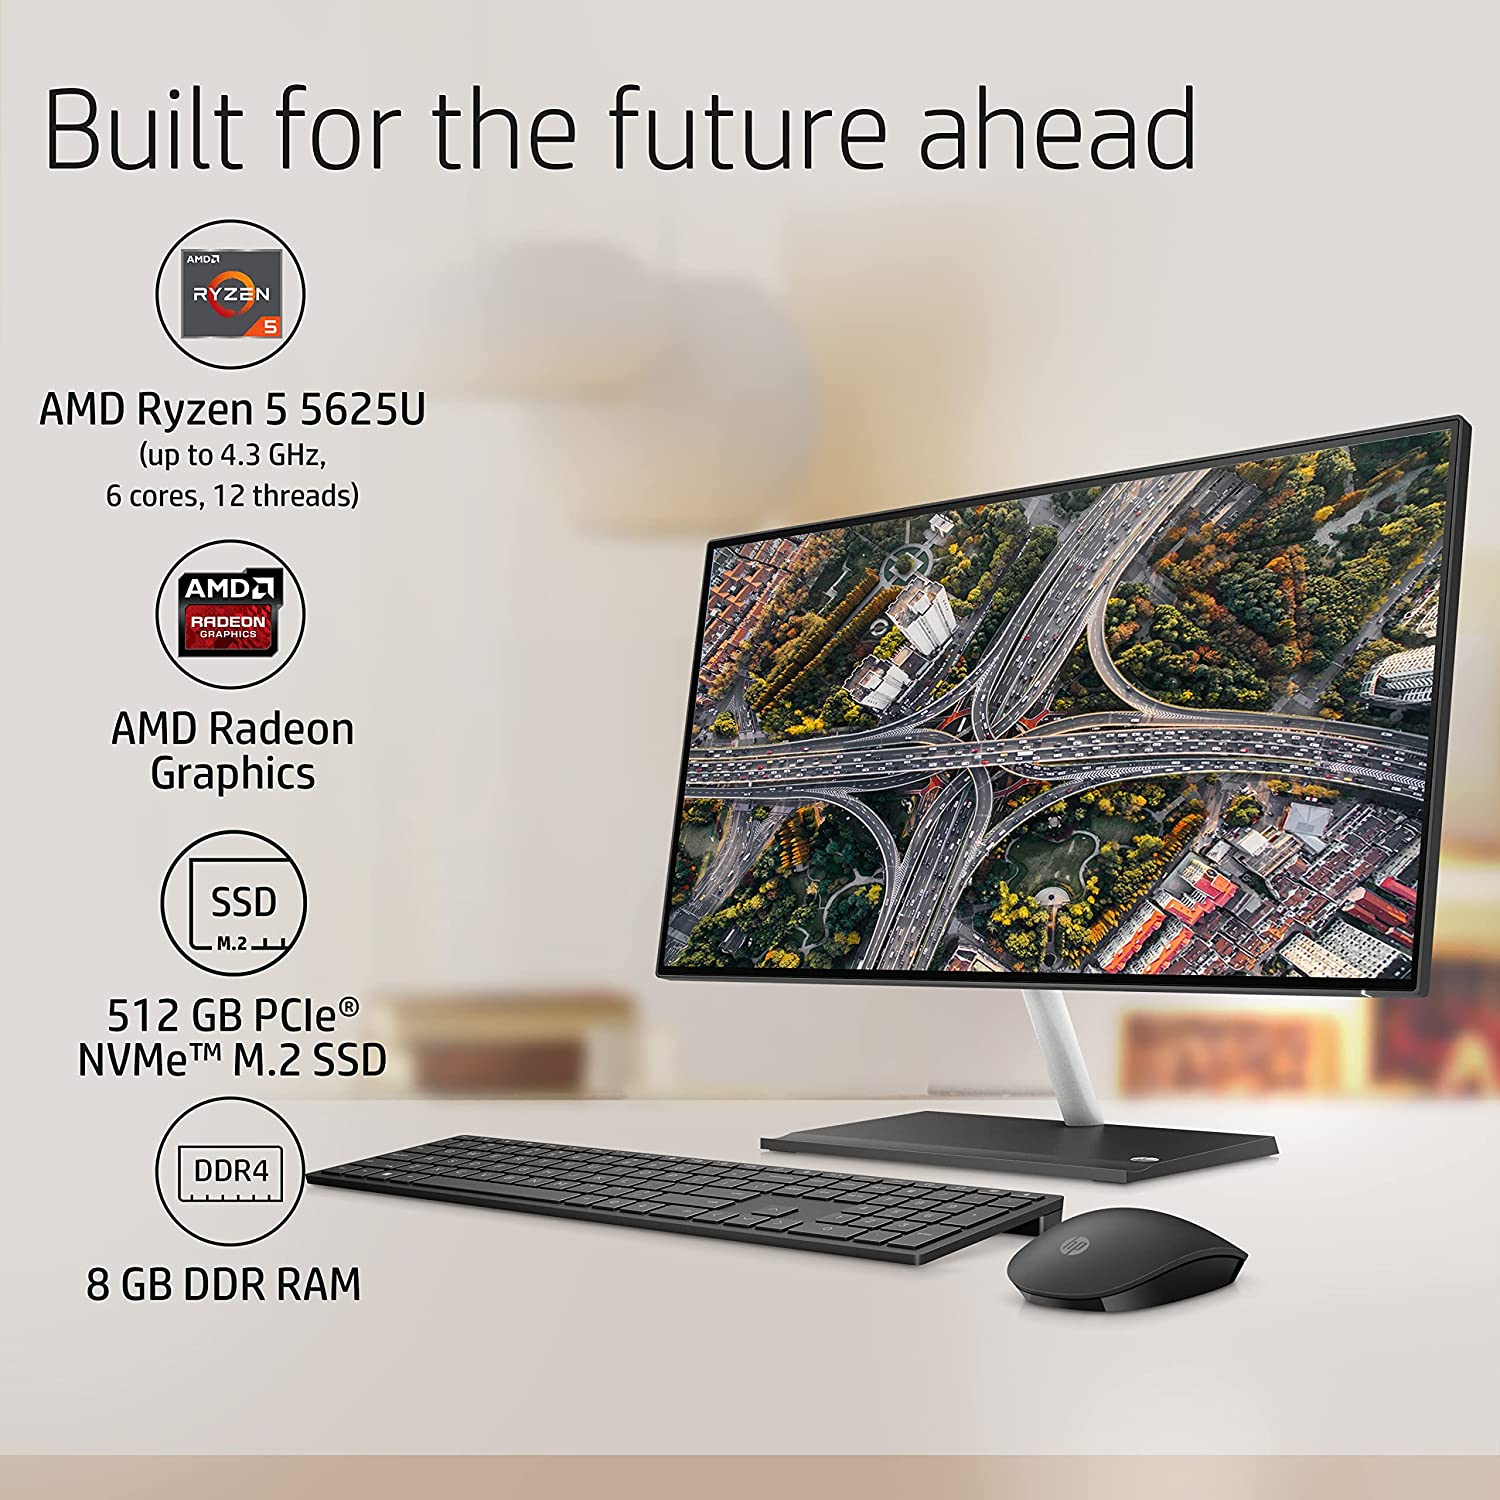 Built for the future ahead
AMD
RYZEN
5
AMD Ryzen 5 5625U
(up to 4.3 GHz,
6 cores, 12 threads)
AMD
RADEON
GRAPHICS
AMD Radeon
Graphics
SSD
M.2
512 GB PCIe®
NVMe™ M.2 SSD
DDR4
8 GB DDR RAM
hp